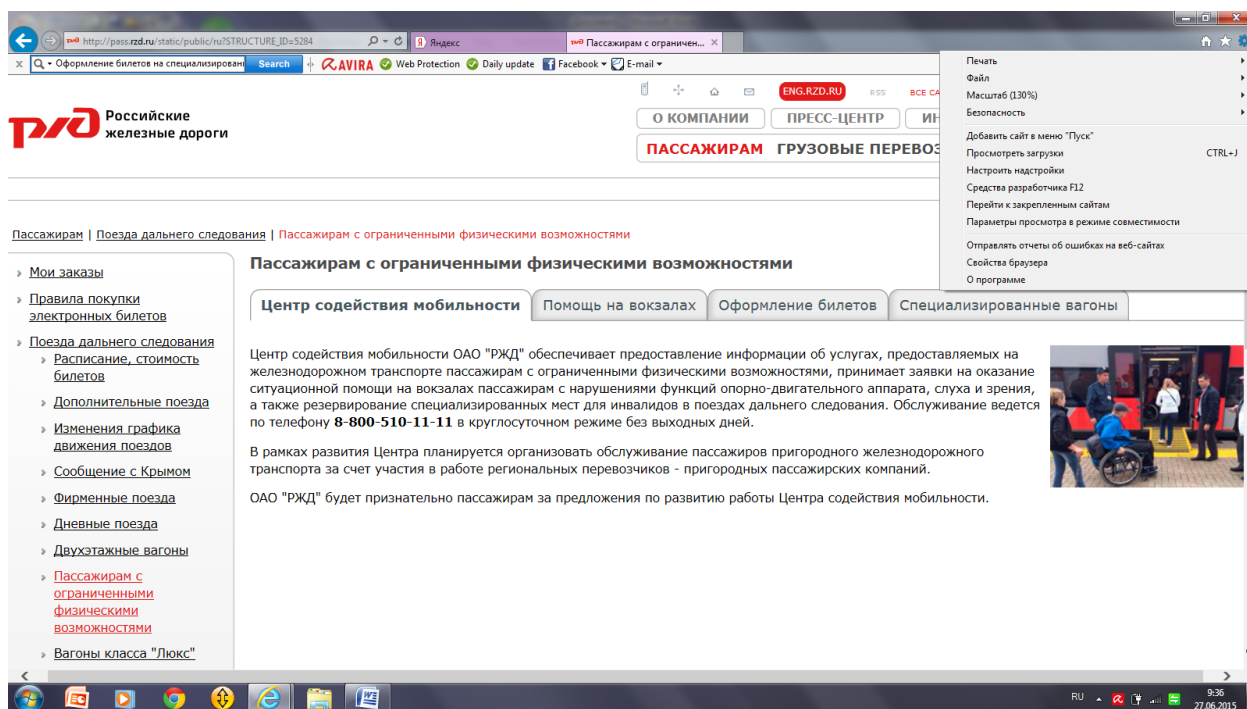 http://pass.rzd.ru/static/public/ru?STRUCTURE_ID=5284
Яндекс
Пассажирам с ограничен...
Оформление билетов на специализирован
Search
AVIRA Web Protection Daily update Facebook E-mail
ENG.RZD.RU RSS ВСЕ СА
Российские
железные дороги
О КОМПАНИИ ПРЕСС-ЦЕНТР ИН
ПАССАЖИРАМ ГРУЗОВЫЕ ПЕРЕВОЗ
Печать
Файл
Масштаб (130%)
Безопасность
Добавить сайт в меню "Пуск"
Просмотреть загрузки CTRL+J
Настроить надстройки
Средства разработчика F12
Перейти к закрепленным сайтам
Параметры просмотра в режиме совместимости
Отправлять отчеты об ошибках на веб-сайтах
Свойства браузера
О программе
Пассажирам | Поезда дальнего следования | Пассажирам с ограниченными физическими возможностями
Мои заказы
Правила покупки
электронных билетов
Поезда дальнего следования
Расписание, стоимость
билетов
Дополнительные поезда
Изменения графика
движения поездов
Сообщение с Крымом
Фирменные поезда
Дневные поезда
Двухэтажные вагоны
Пассажирам с
ограниченными
физическими
возможностями
Вагоны класса "Люкс"
Пассажирам с ограниченными физическими возможностями
Центр содействия мобильности Помощь на вокзалах Оформление билетов Специализированные вагоны
Центр содействия мобильности ОАО "РЖД" обеспечивает предоставление информации об услугах, предоставляемых на
железнодорожном транспорте пассажирам с ограниченными физическими возможностями, принимает заявки на оказание
ситуационной помощи на вокзалах пассажирам с нарушениями функций опорно-двигательного аппарата, слуха и зрения,
а также резервирование специализированных мест для инвалидов в поездах дальнего следования. Обслуживание ведется
по телефону 8-800-510-11-11 в круглосуточном режиме без выходных дней.
В рамках развития Центра планируется организовать обслуживание пассажиров пригородного железнодорожного
транспорта за счет участия в работе региональных перевозчиков - пригородных пассажирских компаний.
ОАО "РЖД" будет признательно пассажирам за предложения по развитию работы Центра содействия мобильности.
RU
9:36
27.06.2015